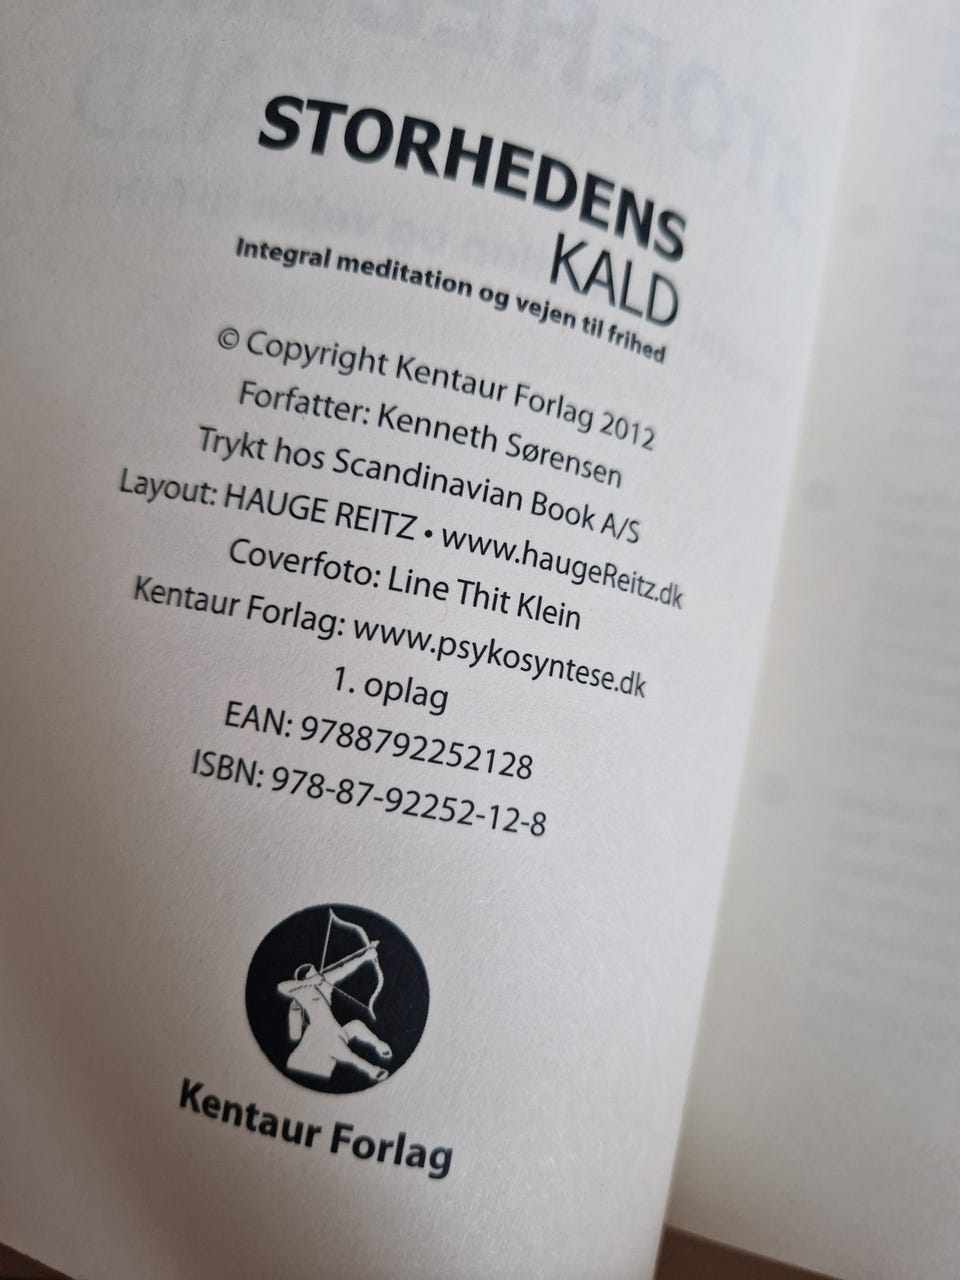 STORHEDENS
KALD
Integral meditation og vejen til frihed
© Copyright Kentaur Forlag 2012
Forfatter: Kenneth Sørensen
Trykt hos Scandinavian Book A/S
Layout: HAUGE REITZ • www.haugeReitz.dk
Coverfoto: Line Thit Klein
Kentaur Forlag: www.psykosyntese.dk
1. oplag
EAN: 9788792252128
ISBN: 978-87-92252-12-8
Kentaur Forlag